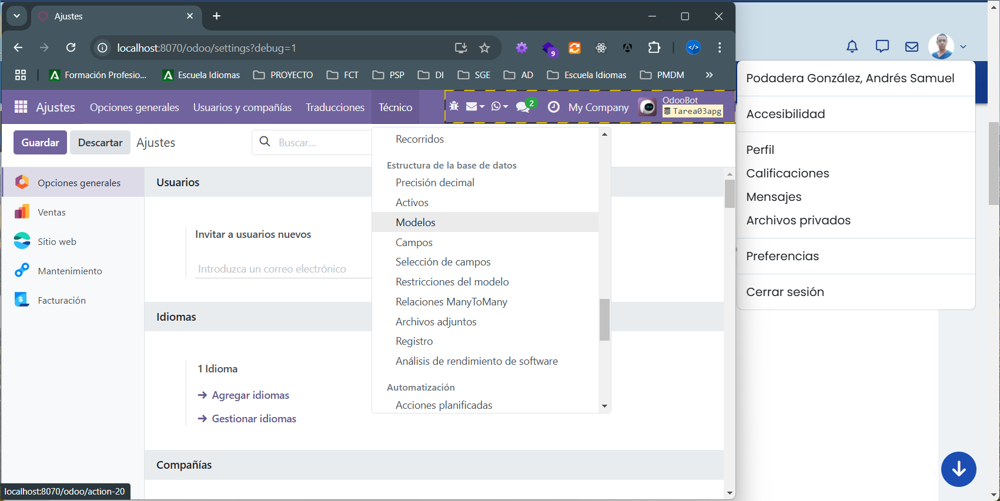 Ajustes
localhost:8070/odoo/settings?debug=1
9
Formación Profesio...
Escuela Idiomas
PROYECTO
FCT
PSP
DI
SGE
AD
Escuela Idiomas
PMDM
Ajustes
Opciones generales
Usuarios y compañías
Traducciones
Técnico
2
My Company
OdooBot
Tarea03apg
Guardar
Descartar
Ajustes
Buscar...
Opciones generales
Ventas
Sitio web
Mantenimiento
Facturación
Usuarios
Invitar a usuarios nuevos
Introduzca un correo electrónico
Idiomas
1 Idioma
Agregar idiomas
Gestionar idiomas
Compañías
Recorridos
Estructura de la base de datos
Precisión decimal
Activos
Modelos
Campos
Selección de campos
Restricciones del modelo
Relaciones ManyToMany
Archivos adjuntos
Registro
Análisis de rendimiento de software
Automatización
Acciones planificadas
localhost:8070/odoo/action-20
Podadera González, Andrés Samuel
Accesibilidad
Perfil
Calificaciones
Mensajes
Archivos privados
Preferencias
Cerrar sesión